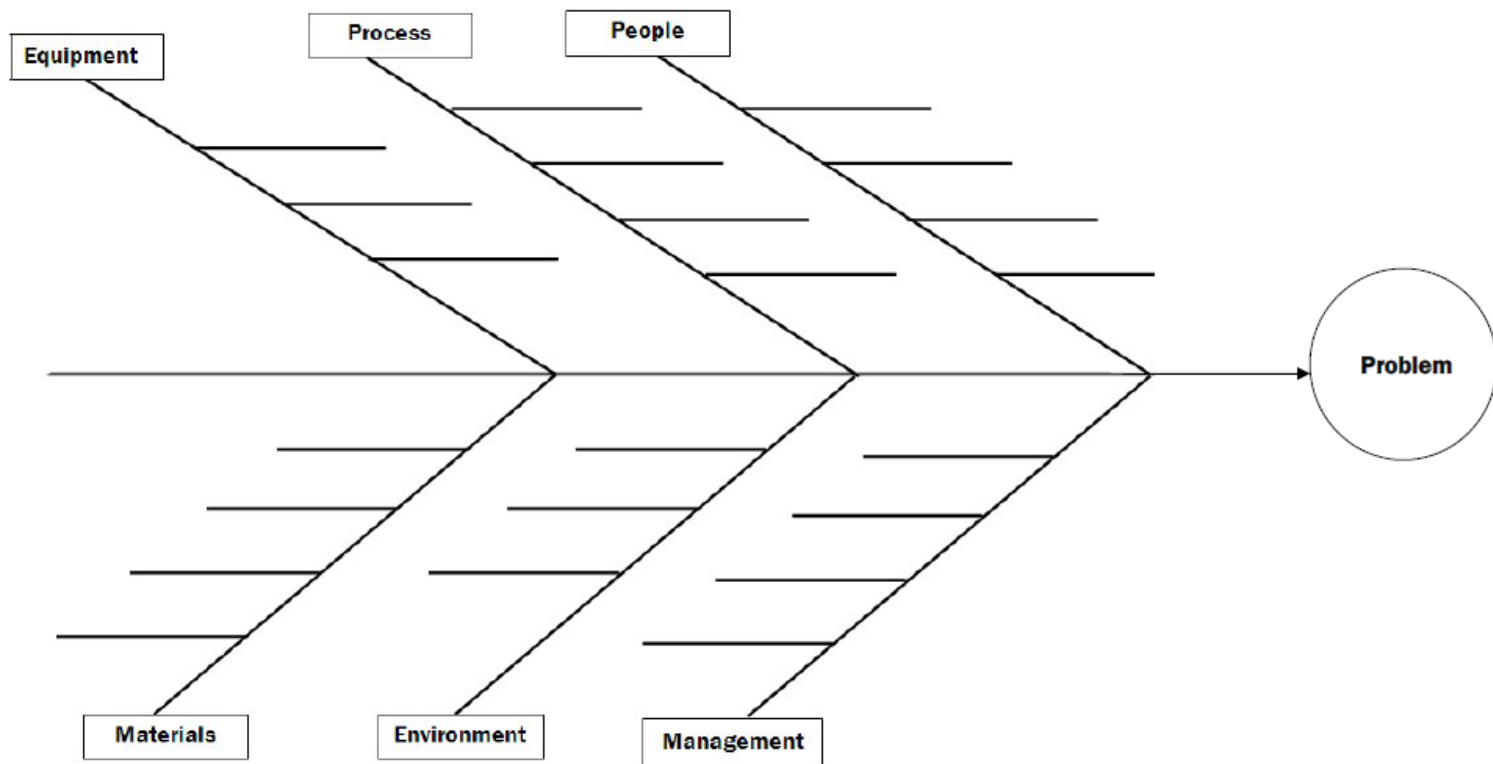 Equipment
Process
People
Problem
Materials
Environment
Management